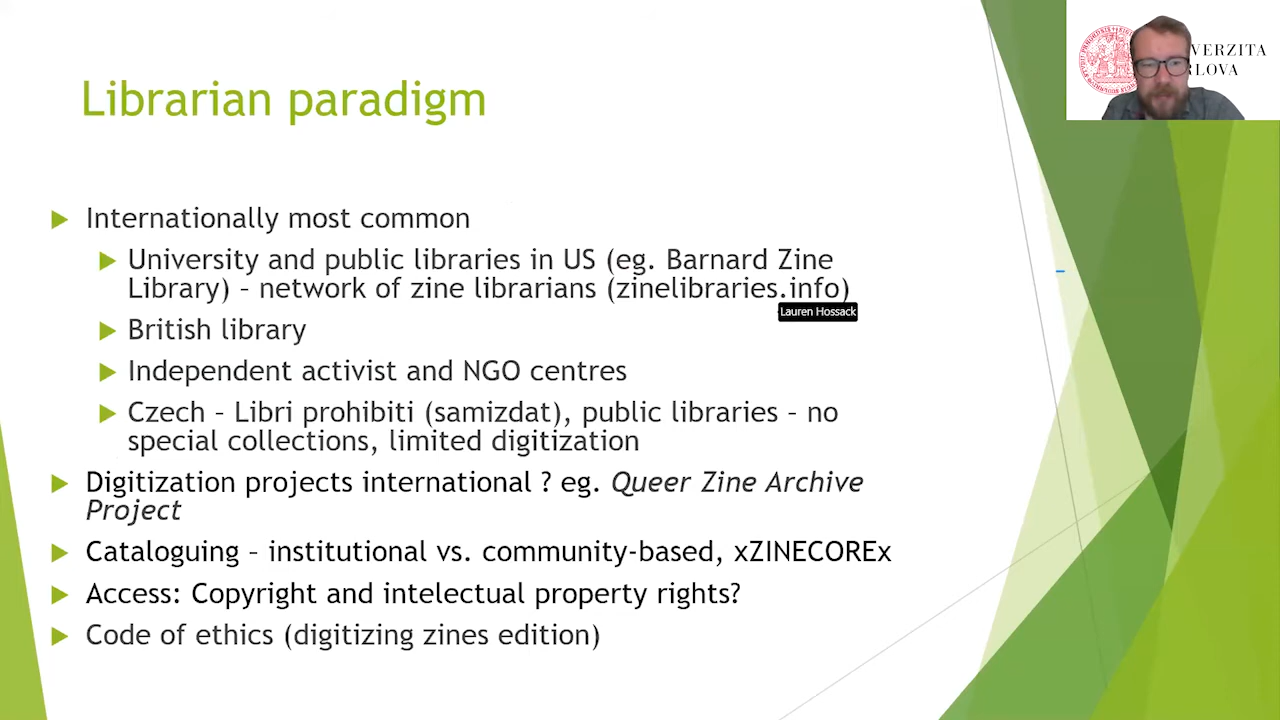 Librarian paradigm
VERZITA
RLOVA
Internationally most common
University and public libraries in US (eg. Barnard Zine
Library) – network of zine librarians (zinelibraries.info)
Lauren Hossack
British library
Independent activist and NGO centres
Czech – Libri prohibiti (samizdat), public libraries – no
special collections, limited digitization
Digitization projects international ? eg. Queer Zine Archive
Project
Cataloguing – institutional vs. community-based, xZINECOREx
Access: Copyright and intelectual property rights?
Code of ethics (digitizing zines edition)